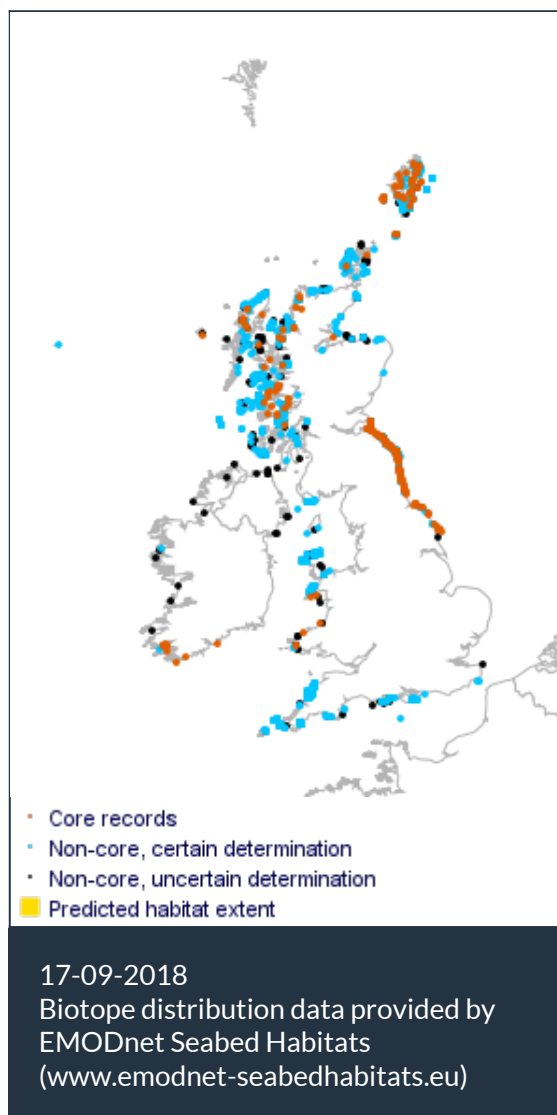 Core records
Non-core, certain determination
Non-core, uncertain determination
Predicted habitat extent
17-09-2018
Biotope distribution data provided by
EMODnet Seabed Habitats
(www.emodnet-seabedhabitats.eu)